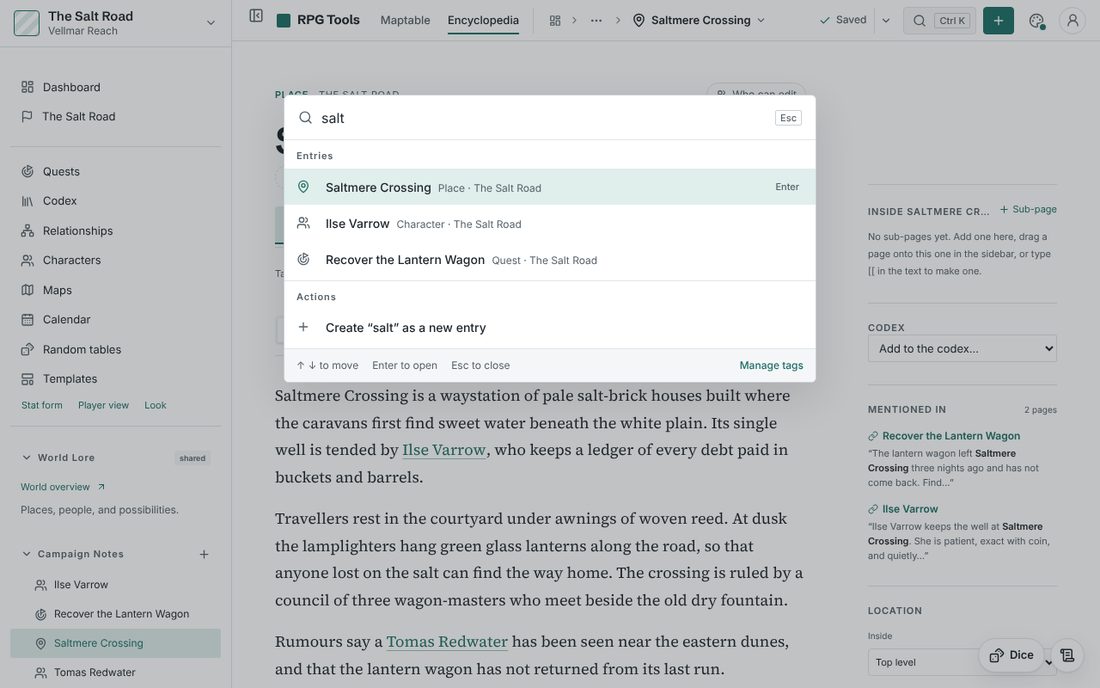 The Salt Road
Vellmar Reach
Dashboard
The Salt Road
Quests
Codex
Relationships
Characters
Maps
Calendar
Random tables
Templates
Stat form Player view Look
World Lore shared
World overview
Places, people, and possibilities.
Campaign Notes
Ilse Varrow
Recover the Lantern Wagon
Saltmere Crossing
Tomas Redwater
RPG Tools Maptable Encyclopedia ... Saltmere Crossing Saved Ctrl K
PLACE THE SALT ROAD Who can edit
salt Esc
Entries
Saltmere Crossing Place · The Salt Road Enter
Ilse Varrow Character · The Salt Road
Recover the Lantern Wagon Quest · The Salt Road
Actions
Create “salt” as a new entry
↑ ↓ to move Enter to open Esc to close Manage tags
Saltmere Crossing is a waystation of pale salt-brick houses built where
the caravans first find sweet water beneath the white plain. Its single
well is tended by Ilse Varrow, who keeps a ledger of every debt paid in
buckets and barrels.
Travellers rest in the courtyard under awnings of woven reed. At dusk
the lamplighters hang green glass lanterns along the road, so that
anyone lost on the salt can find the way home. The crossing is ruled by a
council of three wagon-masters who meet beside the old dry fountain.
Rumours say a Tomas Redwater has been seen near the eastern dunes,
and that the lantern wagon has not returned from its last run.
INSIDE SALTMERE CR... + Sub-page
No sub-pages yet. Add one here, drag a
page onto this one in the sidebar, or type
[[ in the text to make one.
CODEX
Add to the codex...
MENTIONED IN 2 pages
Recover the Lantern Wagon
“The lantern wagon left Saltmere
Crossing three nights ago and has not
come back. Find...”
Ilse Varrow
“Ilse Varrow keeps the well at Saltmere
Crossing. She is patient, exact with coin,
and quietly...”
LOCATION
Inside
Top level
Dice